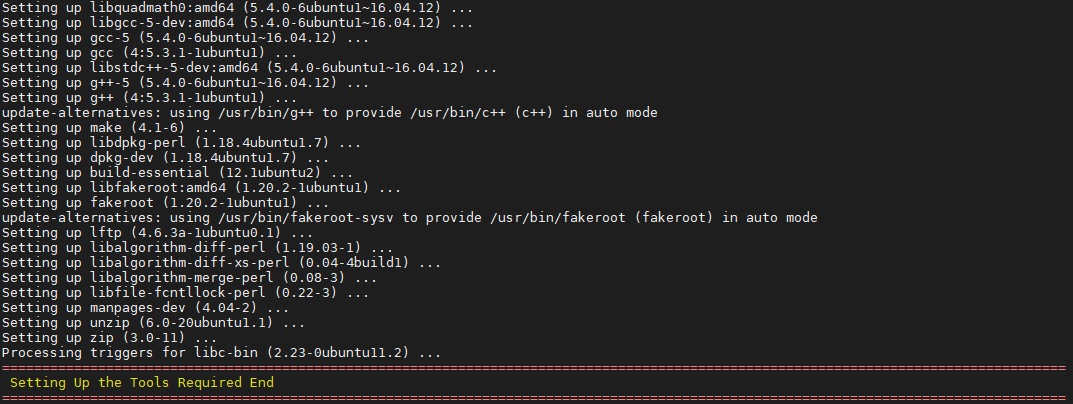 Setting up libquadmath0:amd64 (5.4.0-6ubuntu1~16.04.12) ...
Setting up libgcc-5-dev:amd64 (5.4.0-6ubuntu1~16.04.12) ...
Setting up gcc-5 (5.4.0-6ubuntu1~16.04.12) ...
Setting up gcc (4:5.3.1-1ubuntu1) ...
Setting up libstdc++-5-dev:amd64 (5.4.0-6ubuntu1~16.04.12) ...
Setting up g++-5 (5.4.0-6ubuntu1~16.04.12) ...
Setting up g++ (4:5.3.1-1ubuntu1) ...
update-alternatives: using /usr/bin/g++ to provide /usr/bin/c++ (c++) in auto mode
Setting up make (4.1-6) ...
Setting up libdpkg-perl (1.18.4ubuntu1.7) ...
Setting up dpkg-dev (1.18.4ubuntu1.7) ...
Setting up build-essential (12.1ubuntu2) ...
Setting up libfakeroot:amd64 (1.20.2-1ubuntu1) ...
Setting up fakeroot (1.20.2-1ubuntu1) ...
update-alternatives: using /usr/bin/fakeroot-sysv to provide /usr/bin/fakeroot (fakeroot) in auto mode
Setting up lftp (4.6.3a-1ubuntu0.1) ...
Setting up libalgorithm-diff-perl (1.19.03-1) ...
Setting up libalgorithm-diff-xs-perl (0.04-4build1) ...
Setting up libalgorithm-merge-perl (0.08-3) ...
Setting up libfile-fcntllock-perl (0.22-3) ...
Setting up manpages-dev (4.04-2) ...
Setting up unzip (6.0-20ubuntu1.1) ...
Setting up zip (3.0-11) ...
Processing triggers for libc-bin (2.23-0ubuntu11.2) ...
=====================================================================================================================================
Setting Up the Tools Required End
=====================================================================================================================================